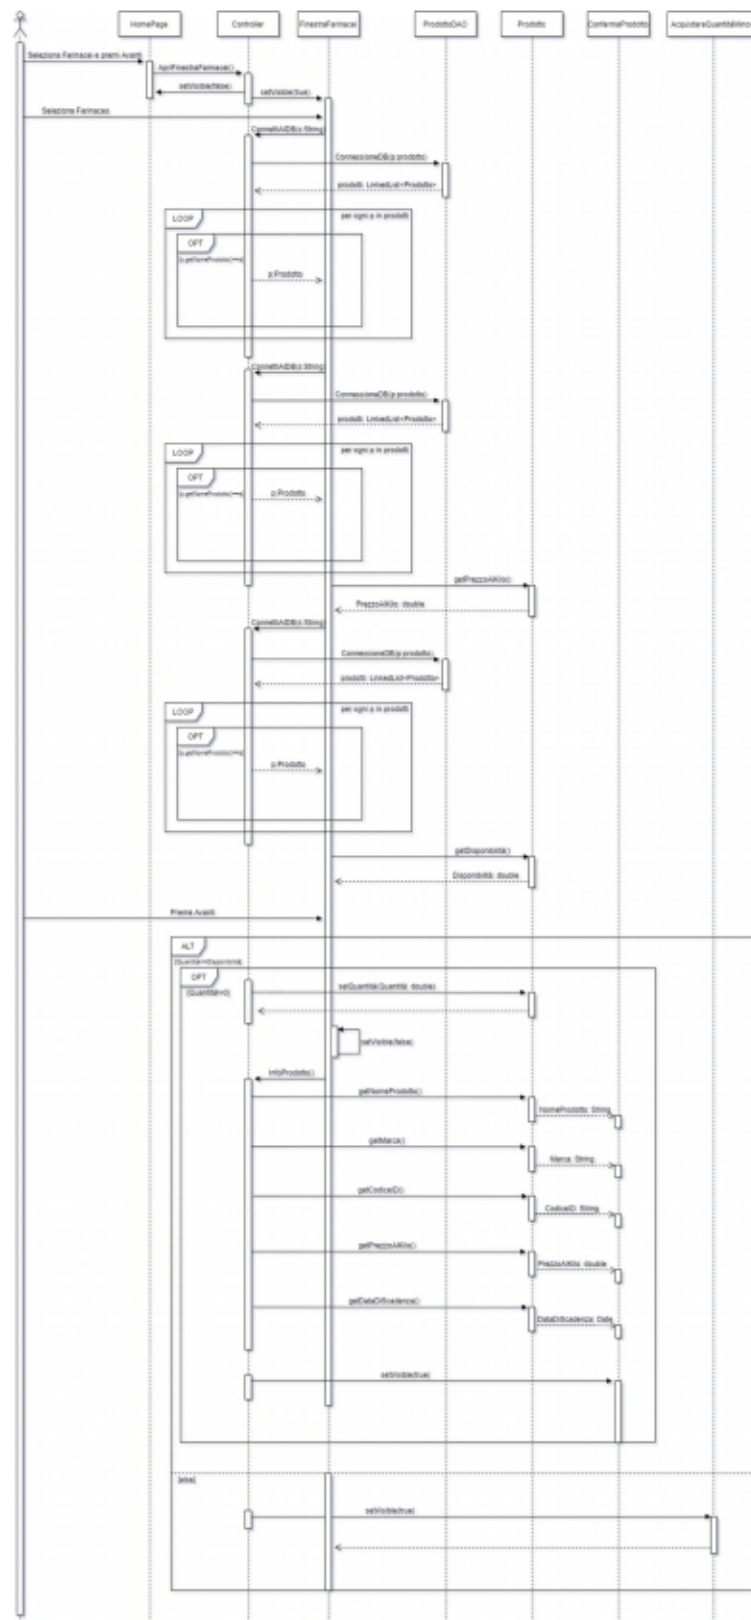 HomePage
Controller
FinestraFarinacei
ProdottoDAO
Prodotto
ConfermaProdotto
Seleziona Farinacei e premi Avanti
ApriFinestraFarinacei()
setVisible(false)
setVisible(true)
Seleziona Farinaceo
ConnettiAlDB(s:String)
ConnessioneDB(p:prodotto)
prodotti: LinkedList<Prodotto>
LOOP
per ogni p in prodotti
OPT
p:Prodotto
ConnettiAlDB(s:String)
ConnessioneDB(p:prodotto)
prodotti: LinkedList<Prodotto>
LOOP
per ogni p in prodotti
OPT
p:Prodotto
getPrezzoAlKilo()
PrezzoAlKilo: double
ConnettiAlDB(s:String)
ConnessioneDB(p:prodotto)
prodotti: LinkedList<Prodotto>
LOOP
per ogni p in prodotti
OPT
p:Prodotto
getDisponibilità()
Disponibilità: double
Preme Avanti
ALT
OPT
setQuantità(Quantità: double)
setVisible(false)
InfoProdotto()
getNomeProdotto()
NomeProdotto: String
getMarca()
Marca: String
getCodiceID()
CodiceID: String
getPrezzoAlKilo()
PrezzoAlKilo: double
getDataDiScadenza()
DataDiScadenza: Date
setVisible(true)
[else]
setVisible(true)